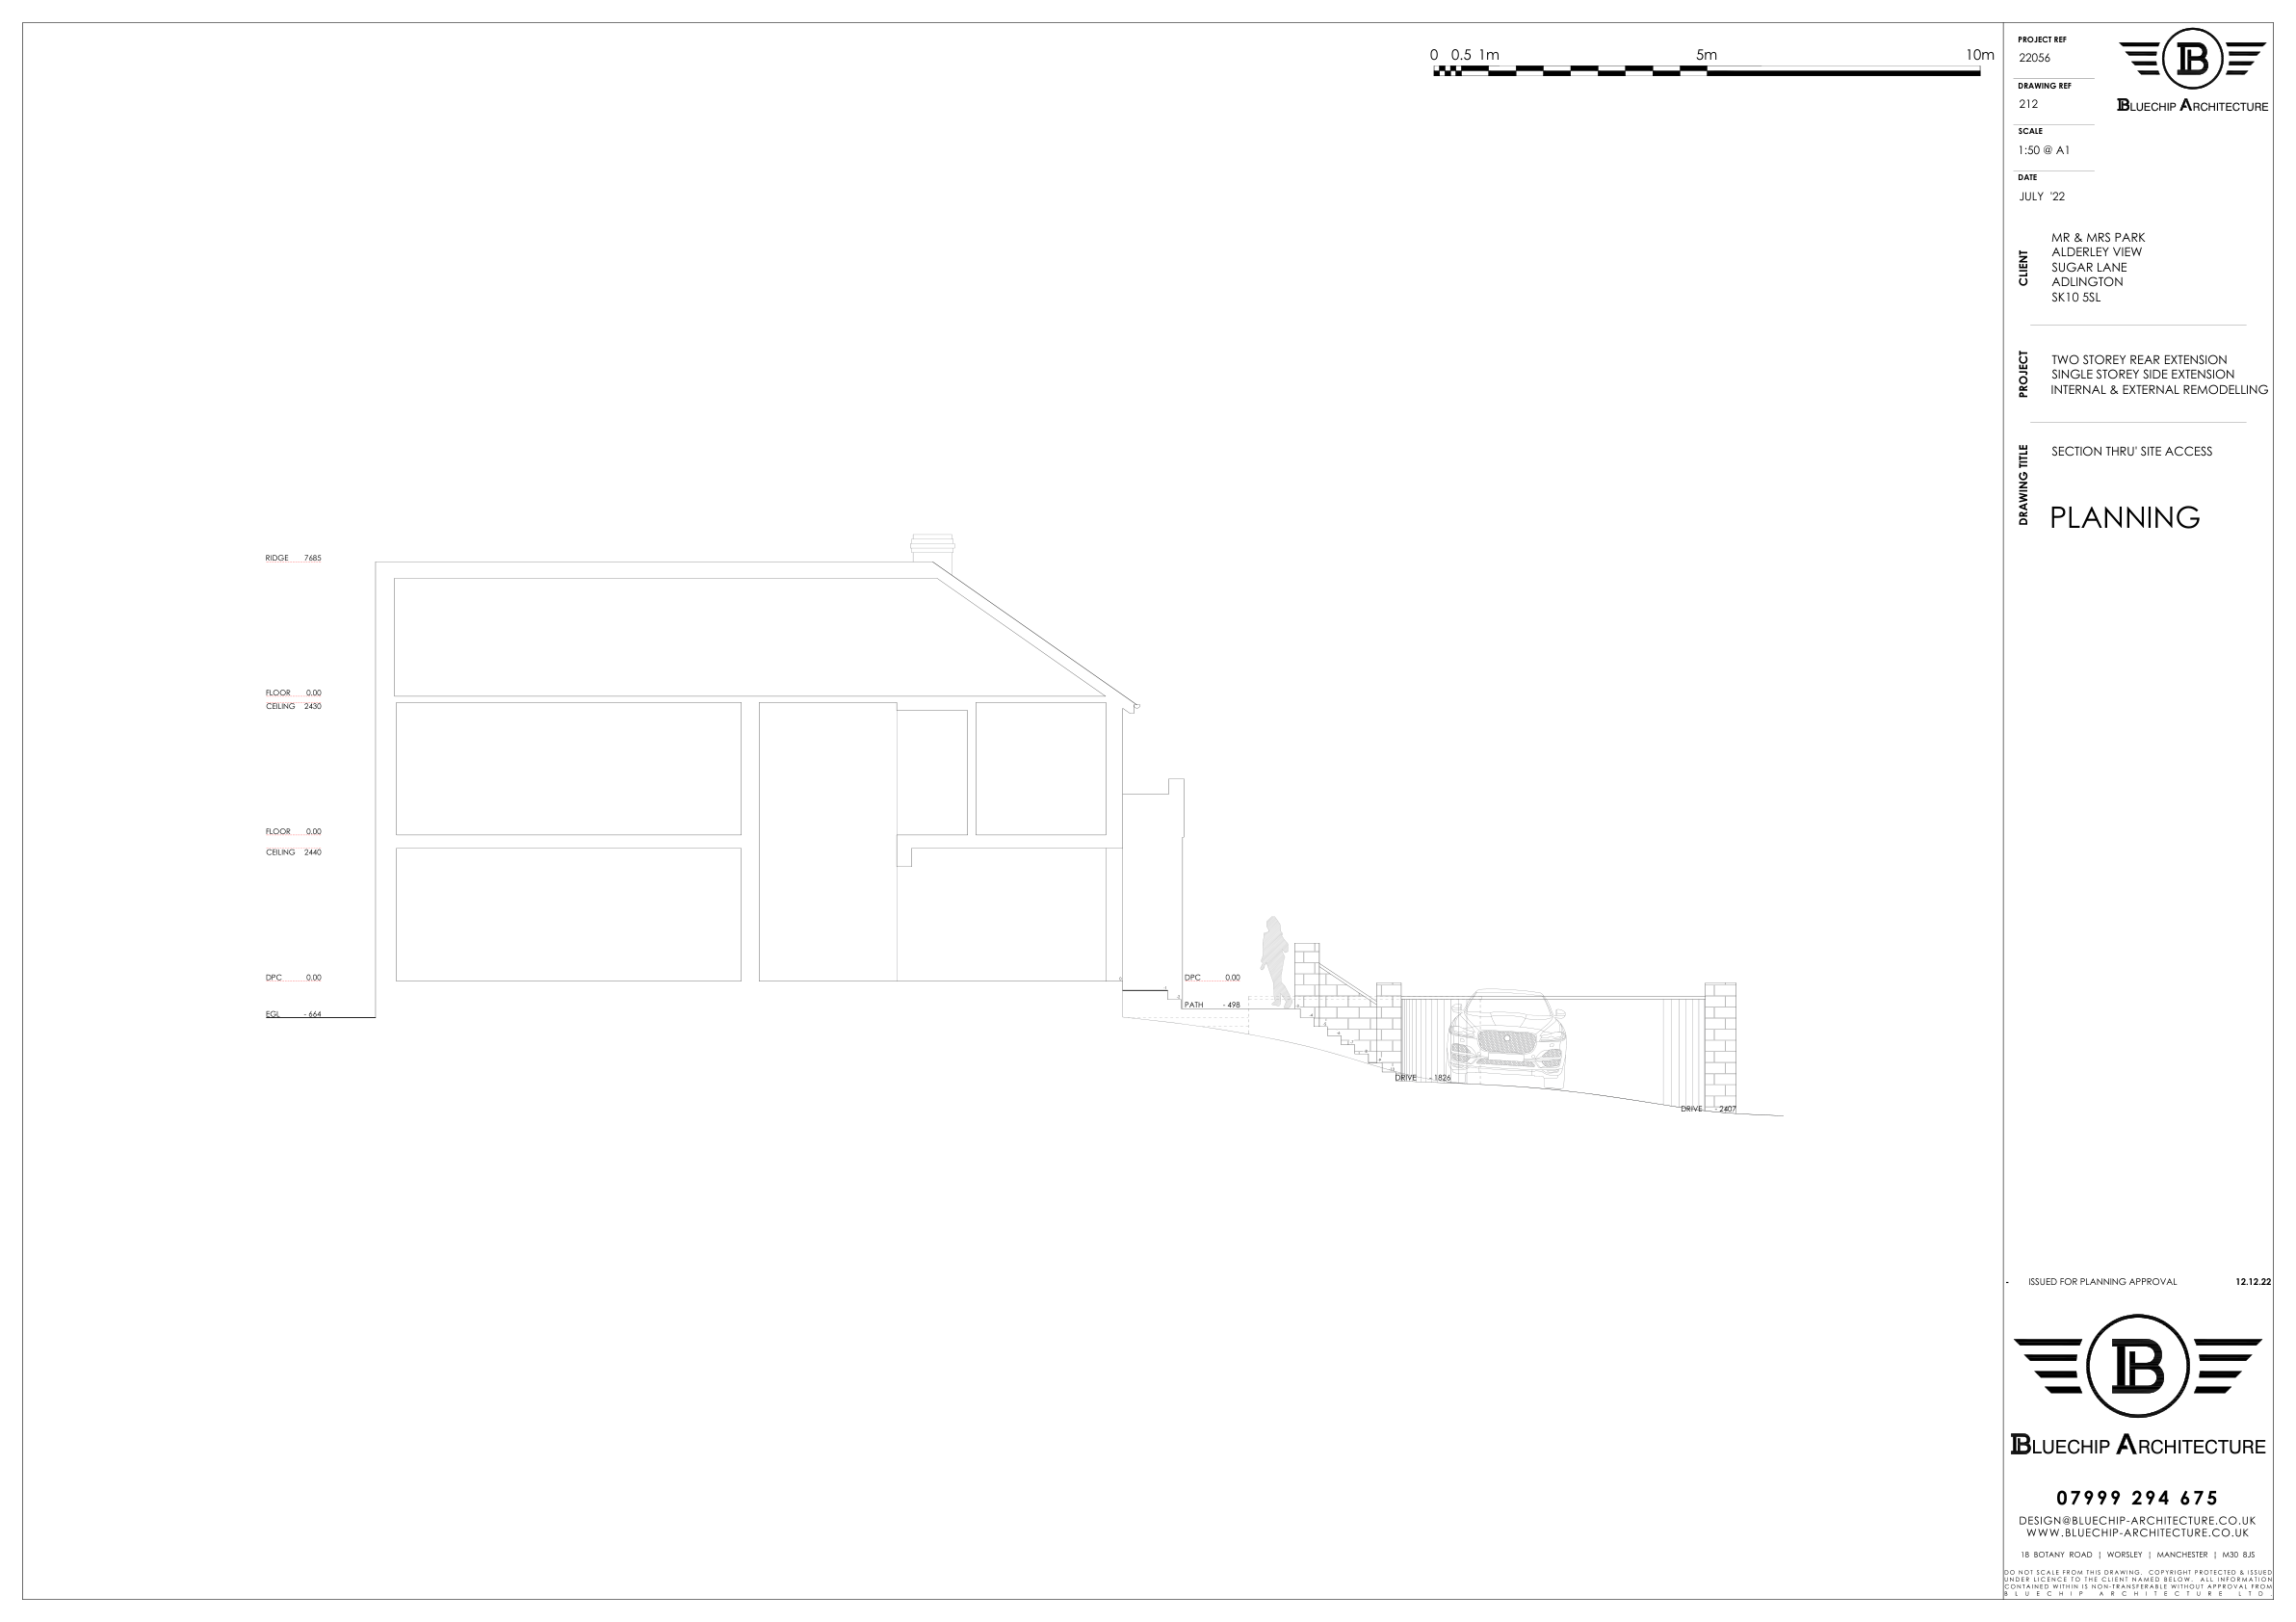 0 0.5 1m 5m 10m
PROJECT REF
22056
DRAWING REF
212
SCALE
1:50 @ A1
DATE
JULY '22
BLUECHIP ARCHITECTURE
CLIENT
MR & MRS PARK
ALDERLEY VIEW
SUGAR LANE
ADLINGTON
SK10 5SL
PROJECT
TWO STOREY REAR EXTENSION
SINGLE STOREY SIDE EXTENSION
INTERNAL & EXTERNAL REMODELLING
DRAWING TITLE
SECTION THRU' SITE ACCESS
PLANNING
RIDGE 7685
FLOOR 0.00
CEILING 2430
FLOOR 0.00
CEILING 2440
DPC 0.00
EGL - 664
DPC 0.00
PATH - 498
DRIVE - 1826
DRIVE - 2407
- ISSUED FOR PLANNING APPROVAL 12.12.22
BLUECHIP ARCHITECTURE
07999 294 675
DESIGN@BLUECHIP-ARCHITECTURE.CO.UK
WWW.BLUECHIP-ARCHITECTURE.CO.UK
18 BOTANY ROAD | WORSLEY | MANCHESTER | M30 8JS
DO NOT SCALE FROM THIS DRAWING. COPYRIGHT PROTECTED & ISSUED
UNDER LICENCE TO THE CLIENT NAMED BELOW. ALL INFORMATION
CONTAINED WITHIN IS NON-TRANSFERABLE WITHOUT APPROVAL FROM
BLUECHIP ARCHITECTURE LTD.